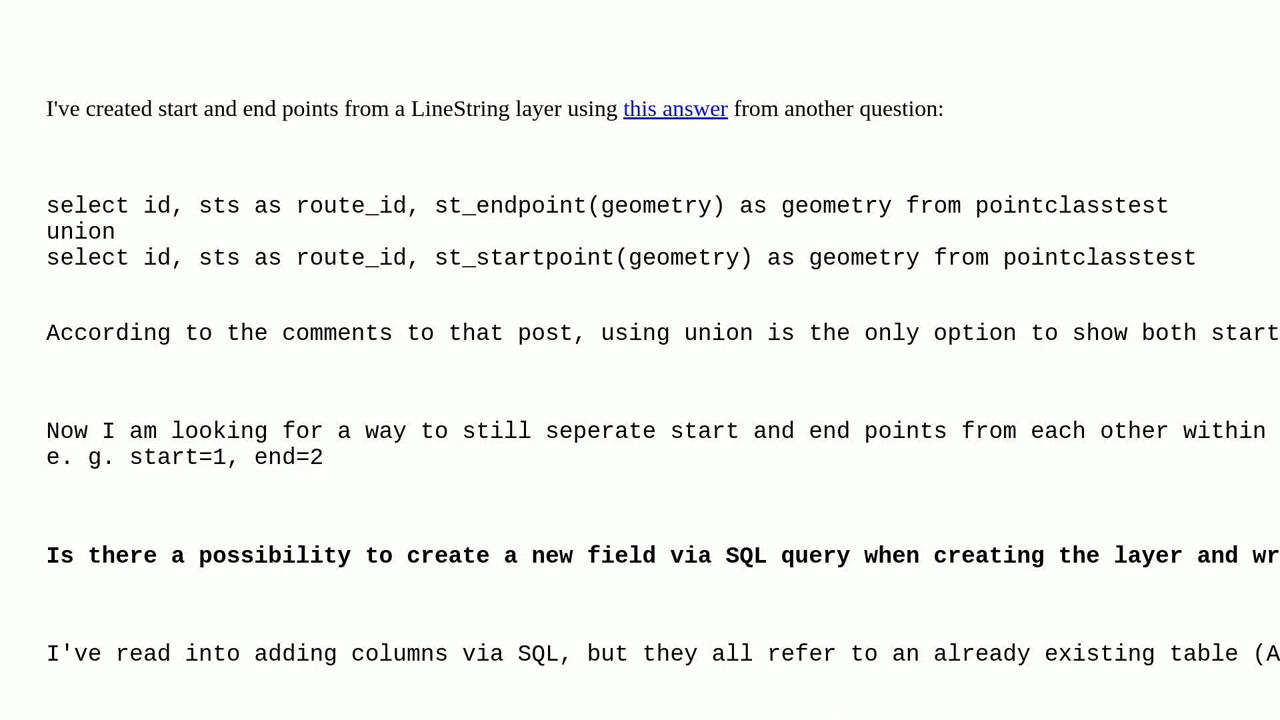 I've created start and end points from a LineString layer using this answer from another question:
select id, sts as route_id, st_endpoint(geometry) as geometry from pointclasstest
union
select id, sts as route_id, st_startpoint(geometry) as geometry from pointclasstest
According to the comments to that post, using union is the only option to show both start
Now I am looking for a way to still seperate start and end points from each other within
e. g. start=1, end=2
Is there a possibility to create a new field via SQL query when creating the layer and wr
I've read into adding columns via SQL, but they all refer to an already existing table (A